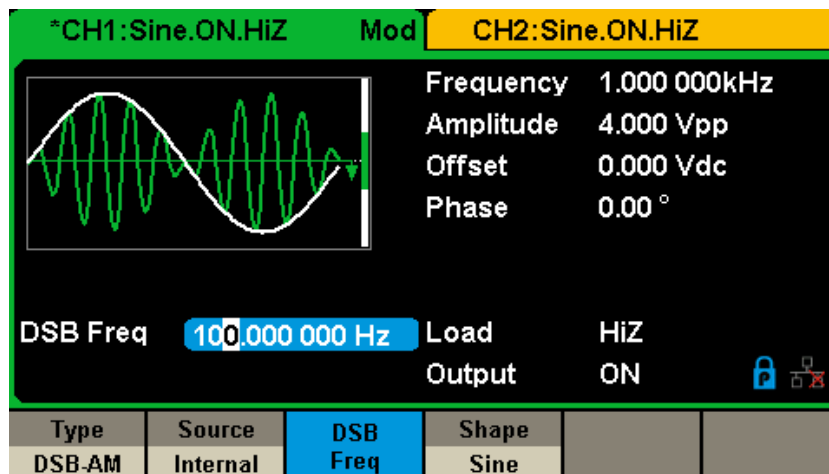 *CH1:Sine.ON.HiZ Mod CH2:Sine.ON.HiZ
Frequency 1.000 000kHz
Amplitude 4.000 Vpp
Offset 0.000 Vdc
Phase 0.00 °
DSB Freq 100.000 000 Hz Load HiZ
Output ON P
Type Source DSB Shape
DSB-AM Internal Freq Sine